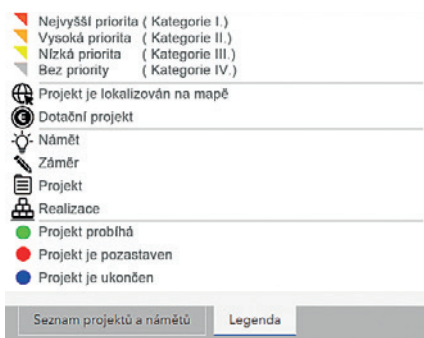 Nejvyšší priorita ( Kategorie I.)
Vysoká priorita ( Kategorie II.)
Nízká priorita ( Kategorie III.)
Bez priority ( Kategorie IV.)
Projekt je lokalizován na mapě
Dotační projekt
Námět
Záměr
Projekt
Realizace
Projekt probíhá
Projekt je pozastaven
Projekt je ukončen
Seznam projektů a námětů Legenda